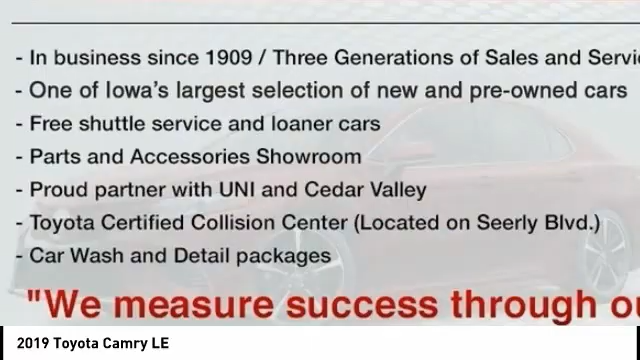 - In business since 1909 / Three Generations of Sales and
- One of Iowa's largest selection of new and pre-owned cars
- Free shuttle service and loaner cars
- Parts and Accessories Showroom
- Proud partner with UNI and Cedar Valley
- Toyota Certified Collision Center (Located on Seerly Blvd.)
- Car Wash and Detail packages
"We measure success through
2019 Toyota Camry LE